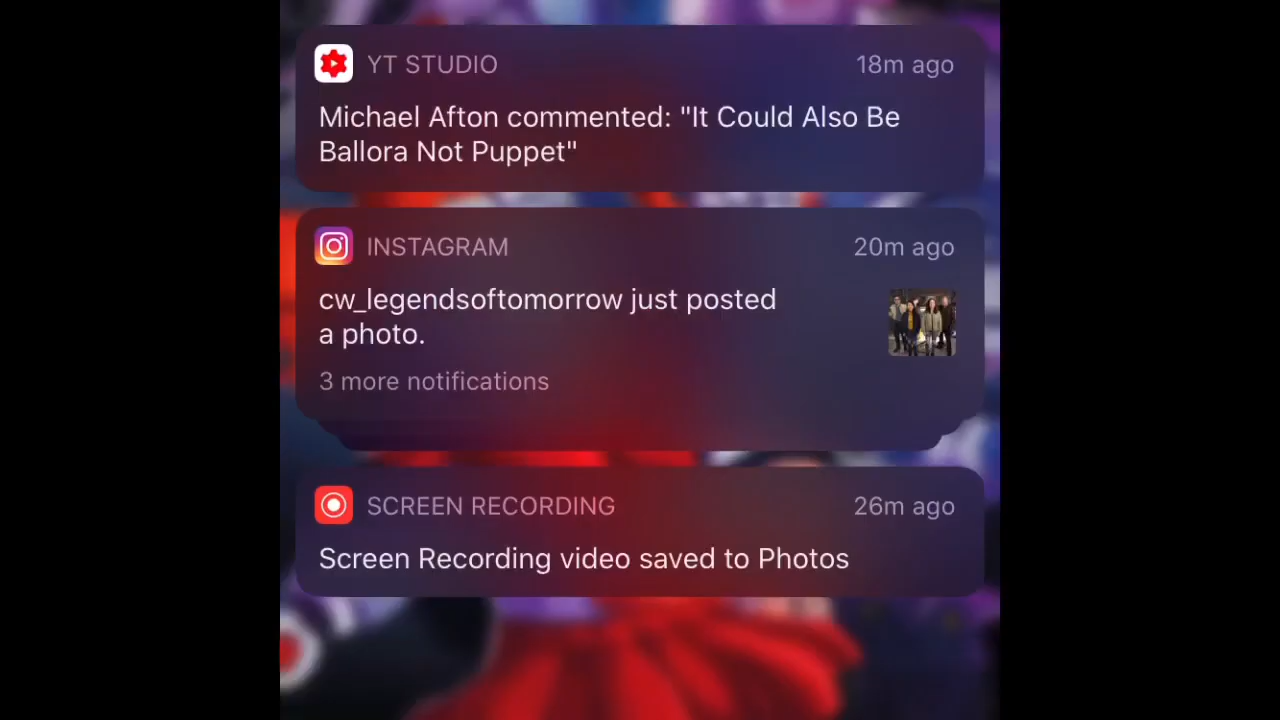 YT STUDIO
18m ago
Michael Afton commented: "It Could Also Be
Ballora Not Puppet"
INSTAGRAM
20m ago
cw_legendsoftomorrow just posted
a photo.
3 more notifications
SCREEN RECORDING
26m ago
Screen Recording video saved to Photos